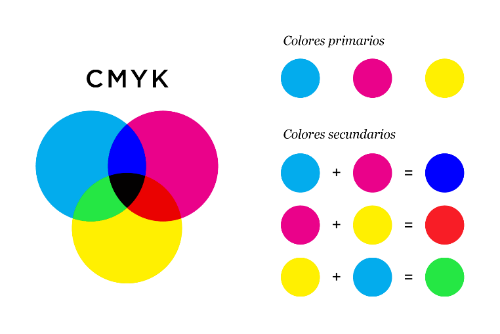 CMYK
Colores primarios
Colores secundarios
+ =
+ =
+ =